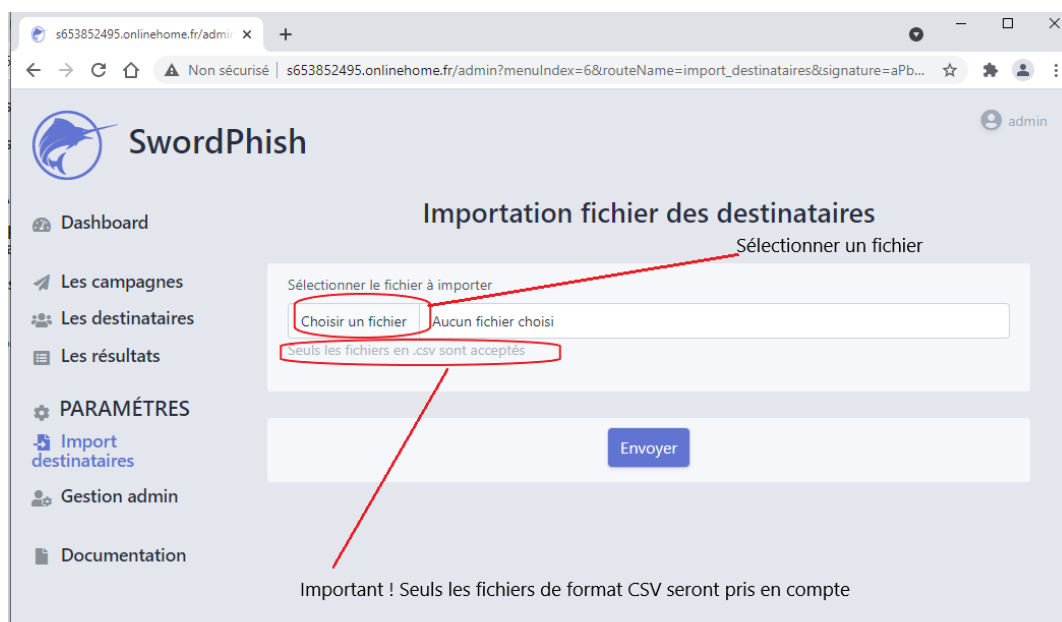 s653852495.onlinehome.fr/admin
Non sécurisé | s653852495.onlinehome.fr/admin?menuIndex=6&routeName=import_destinataires&signature=aPb...
SwordPhish
admin
Dashboard
Les campagnes
Les destinataires
Les résultats
PARAMÉTRES
Import
destinataires
Gestion admin
Documentation
Importation fichier des destinataires
Sélectionner un fichier
Sélectionner le fichier à importer
Choisir un fichier Aucun fichier choisi
Seuls les fichiers en .csv sont acceptés
Envoyer
Important ! Seuls les fichiers de format CSV seront pris en compte